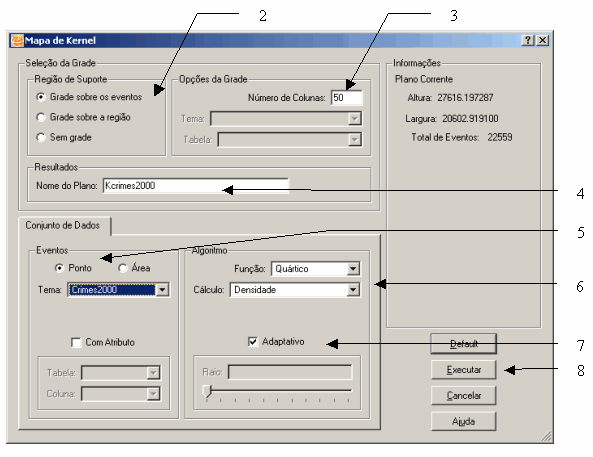 2
3
Mapa de Kernel
Seleção da Grade
Região de Suporte
Grade sobre os eventos
Grade sobre a região
Sem grade
Opções da Grade
Número de Colunas: 50
Tema:
Tabela:
Resultados
Nome do Plano: Kcrimes2000
Informações
Plano Corrente
Altura: 27616.197287
Largura: 20602.919100
Total de Eventos: 22559
4
Conjunto de Dados
5
Eventos
Ponto Área
Tema: Crimes2000
Com Atributo
Tabela:
Coluna:
Algoritmo
Função: Quártico
Cálculo: Densidade
6
Adaptativo
7
Raio:
Default
Executar
8
Cancelar
Ajuda